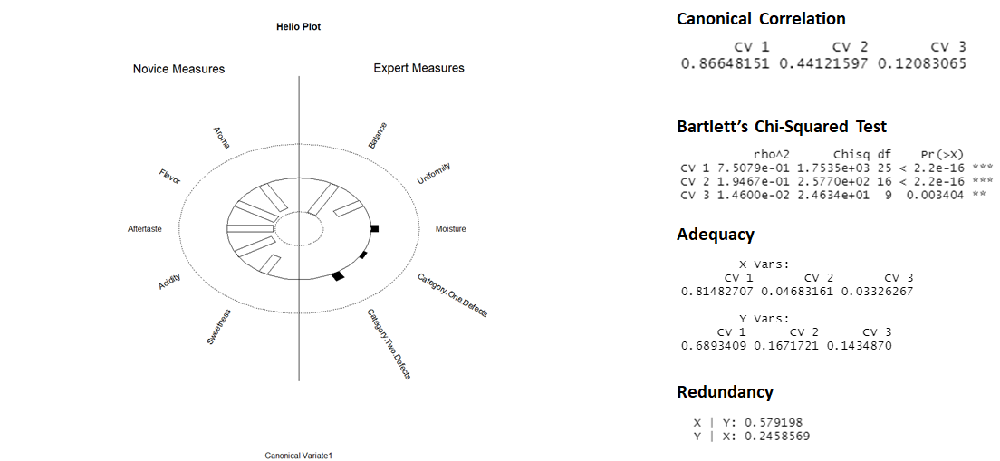 Helio Plot
Novice Measures
Expert Measures
Aroma
Flavor
Aftertaste
Acidity
Sweetness
Balance
Uniformity
Moisture
Category.One.Defects
Category.Two.Defects
Canonical Variate1
Canonical Correlation
CV 1 CV 2 CV 3
0.86648151 0.44121597 0.12083065
Bartlett’s Chi-Squared Test
rho^2 Chisq df Pr(>X)
CV 1 7.5079e-01 1.7535e+03 25 < 2.2e-16 ***
CV 2 1.9467e-01 2.5770e+02 16 < 2.2e-16 ***
CV 3 1.4600e-02 2.4634e+01 9 0.003404 **
Adequacy
X Vars:
CV 1 CV 2 CV 3
0.81482707 0.04683161 0.03326267
Y Vars:
CV 1 CV 2 CV 3
0.6893409 0.1671721 0.1434870
Redundancy
X | Y: 0.579198
Y | X: 0.2458569